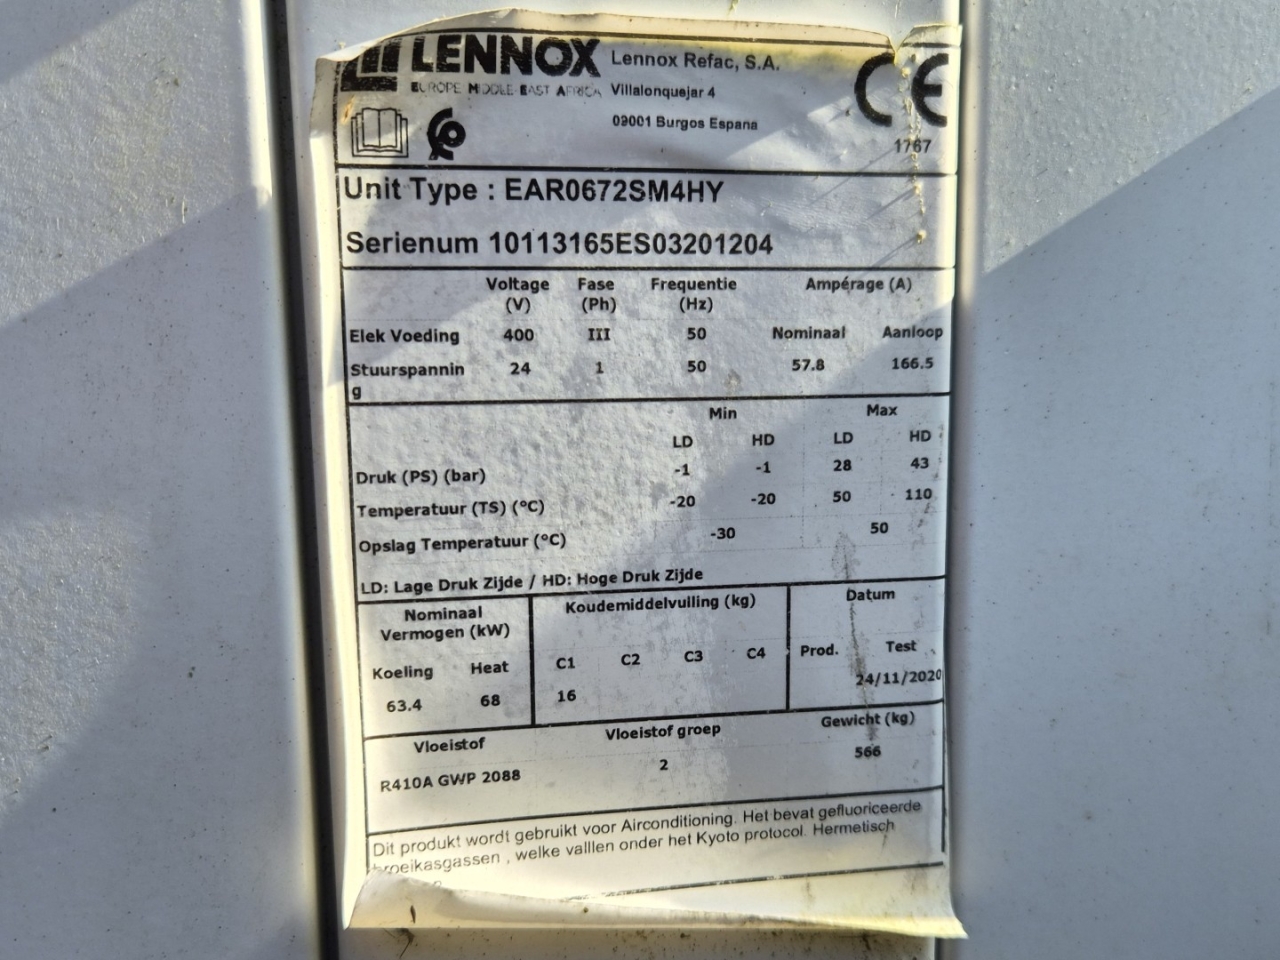 LENNOX
EUROPE MIDDLE-EAST AFRICA
Lennox Refac, S.A.
Villalonquejar 4
09001 Burgos Espana
CE
1767
Unit Type : EAR0672SM4HY
Serienum 10113165ES03201204
Voltage (V) Fase (Ph) Frequentie (Hz) Ampérage (A)
Elek Voeding 400 III 50 Nominaal Aanloop
Stuurspannin 24 1 50 57.8 166.5
g
Min Max
LD HD LD HD
Druk (PS) (bar) -1 -1 28 43
Temperatuur (TS) (°C) -20 -20 50 110
Opslag Temperatuur (°C) -30 50
LD: Lage Druk Zijde / HD: Hoge Druk Zijde
Nominaal Vermogen (kW) Koudemiddelvulling (kg) Datum
Koeling Heat C1 C2 C3 C4 Prod. Test
63.4 68 16 24/11/2020
Vloeistof Vloeistof groep Gewicht (kg)
R410A GWP 2088 2 566
Dit produkt wordt gebruikt voor Airconditioning. Het bevat gefluoriceerde
broeikasgassen , welke valllen onder het Kyoto protocol. Hermetisch